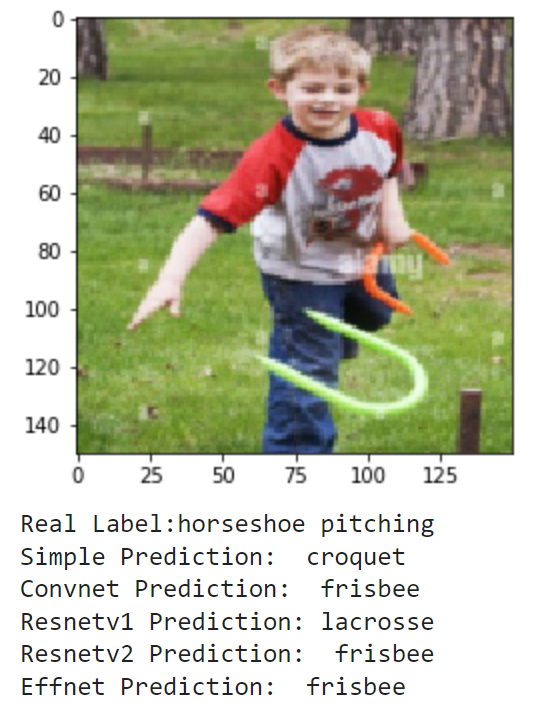 0
20
40
60
80
100
120
140
alamy
0 25 50 75 100 125
Real Label:horseshoe pitching
Simple Prediction:  croquet
Convnet Prediction:  frisbee
Resnetv1 Prediction: lacrosse
Resnetv2 Prediction:  frisbee
Effnet Prediction:  frisbee